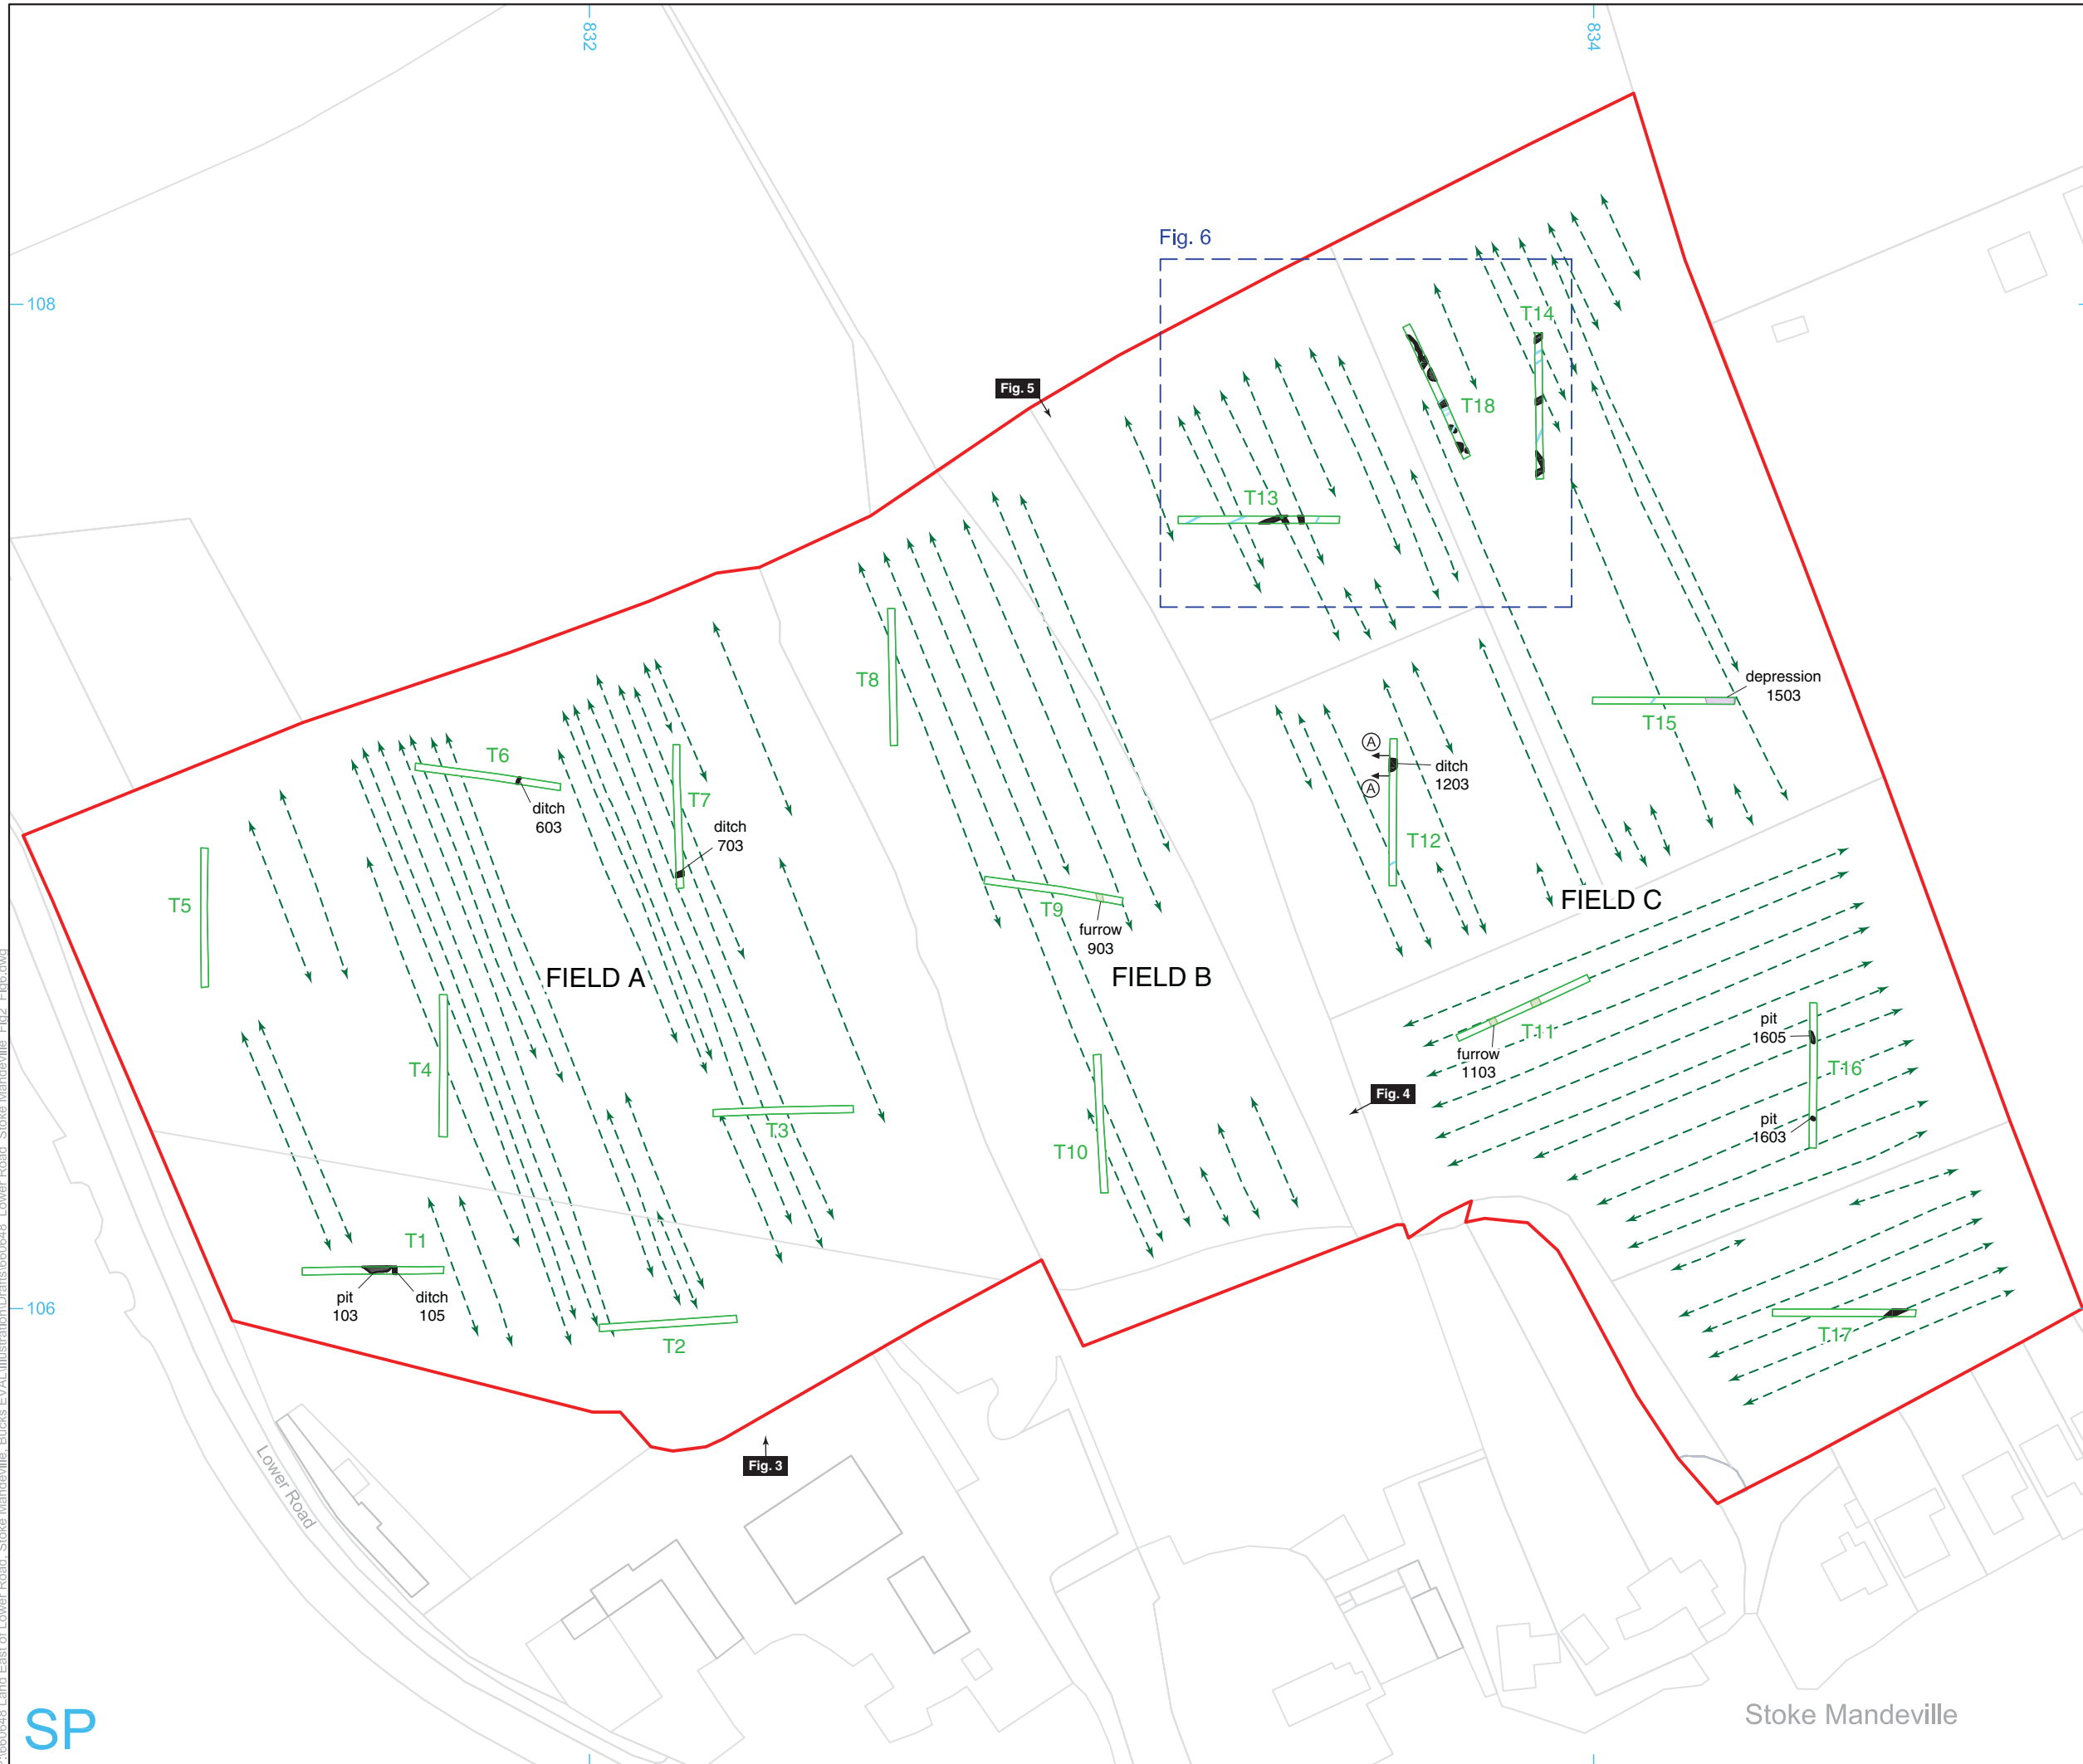 832
834
108
Fig. 6
T14
Fig. 5
T18
T13
T8
depression
1503
T15
T6
ditch
603
T7
ditch
703
A
ditch
1203
A
T12
T5
T9
furrow
903
FIELD C
FIELD A
FIELD B
T4
T11
furrow
1103
pit
1605
T16
Fig. 4
pit
1603
T3
T10
T1
pit
103
ditch
105
106
T2
T17
Fig. 3
Lower Road
SP
Stoke Mandeville